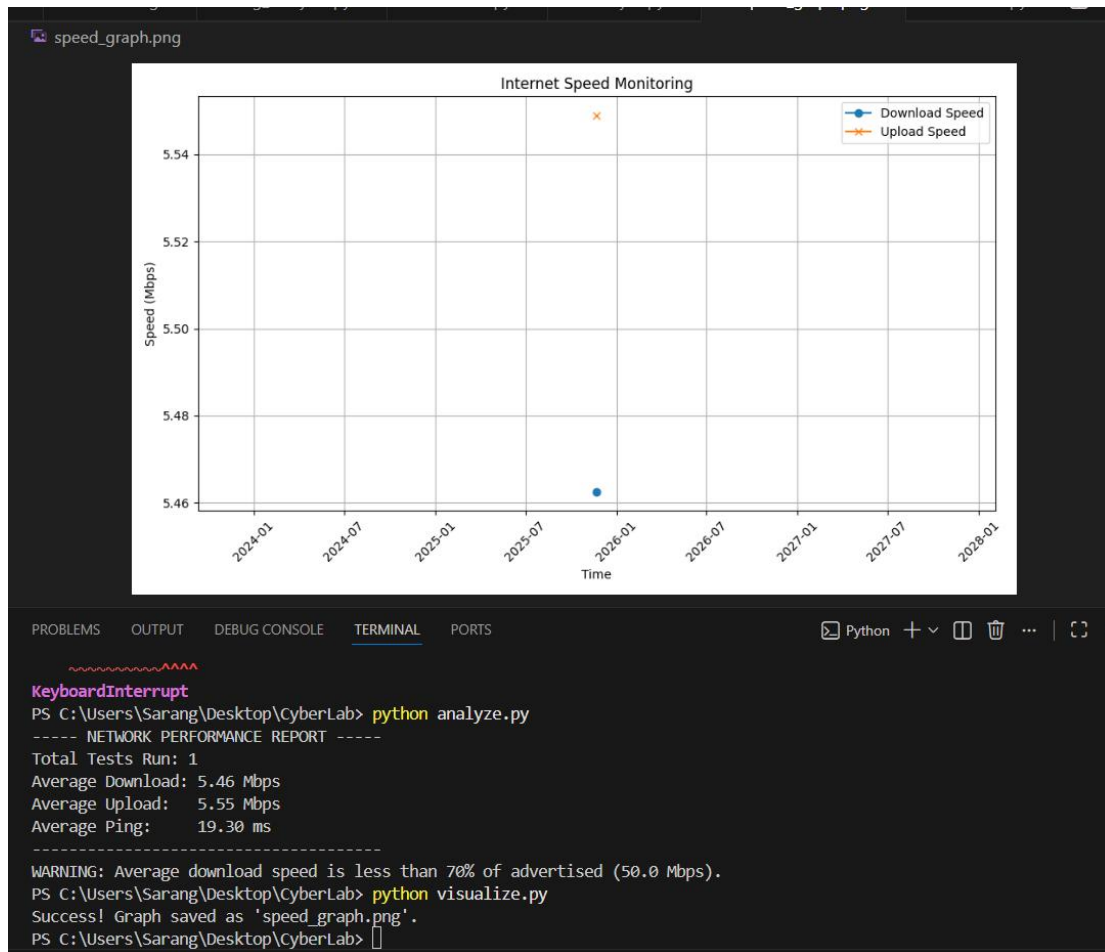 speed_graph.png
Internet Speed Monitoring
Download Speed
Upload Speed
5.54
5.52
5.50
5.48
5.46
Speed (Mbps)
2024-01
2024-07
2025-01
2025-07
2026-01
2026-07
2027-01
2027-07
2028-01
Time
PROBLEMS OUTPUT DEBUG CONSOLE TERMINAL PORTS Python
~~~~~~~~~~~^^^^
KeyboardInterrupt
PS C:\Users\Sarang\Desktop\CyberLab> python analyze.py
----- NETWORK PERFORMANCE REPORT -----
Total Tests Run: 1
Average Download: 5.46 Mbps
Average Upload: 5.55 Mbps
Average Ping: 19.30 ms
--------------------------------------
WARNING: Average download speed is less than 70% of advertised (50.0 Mbps).
PS C:\Users\Sarang\Desktop\CyberLab> python visualize.py
Success! Graph saved as 'speed_graph.png'.
PS C:\Users\Sarang\Desktop\CyberLab>